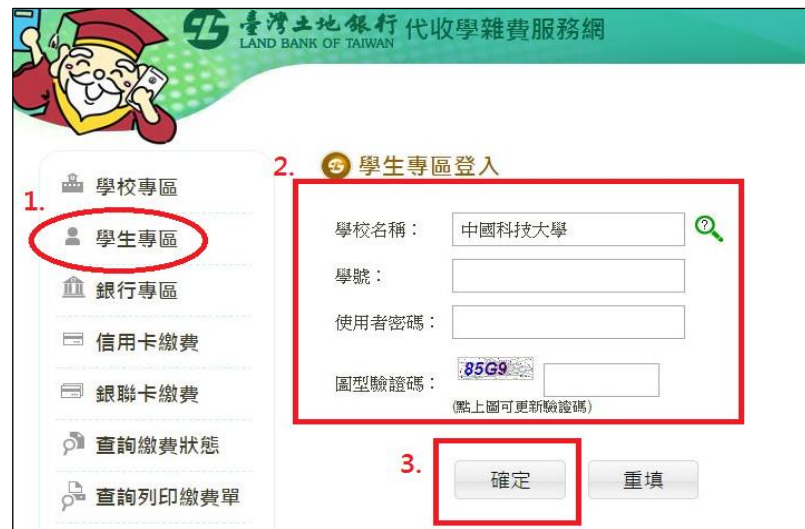 臺灣土地銀行 代收學雜費服務網
LAND BANK OF TAIWAN
1.
學校專區
學生專區
銀行專區
信用卡繳費
銀聯卡繳費
查詢繳費狀態
查詢列印繳費單
2.
學生專區登入
學校名稱: 中國科技大學
學號:
使用者密碼:
圖型驗證碼: 85G9
(點上圖可更新驗證碼)
3.
確定 重填